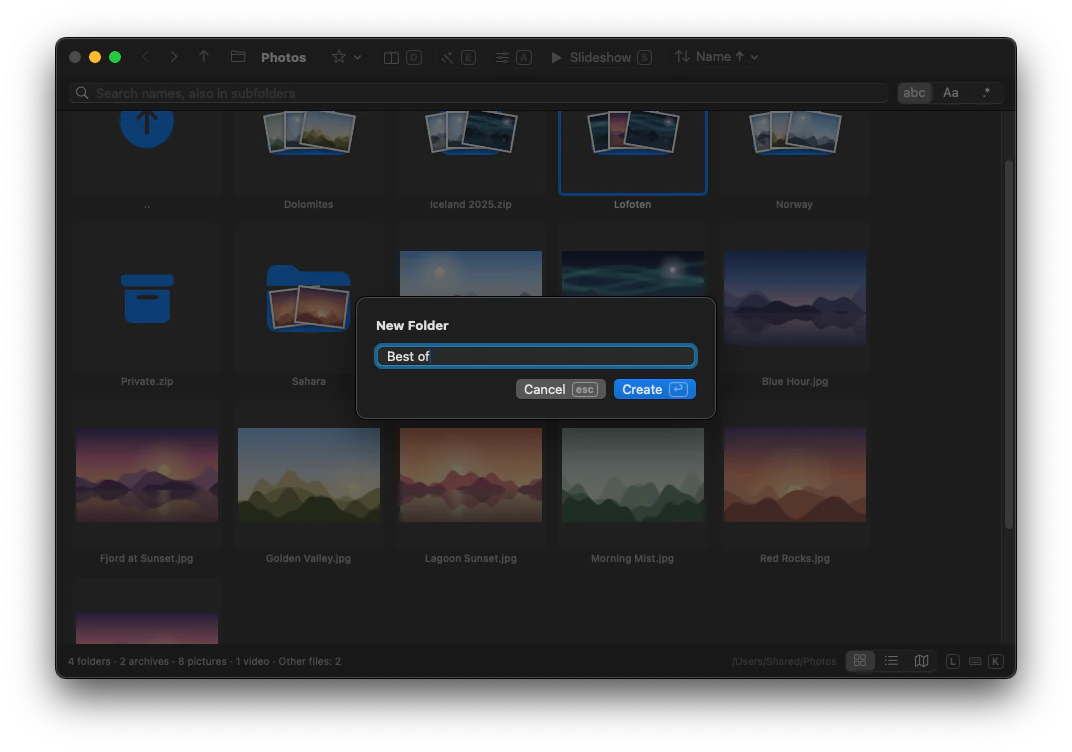 Photos D E A Slideshow S Name
Search names, also in subfolders abc Aa .*
.. Dolomites Iceland 2025.zip Lofoten Norway
Private.zip Sahara Blue Hour.jpg
New Folder
Best of
Cancel esc Create
Fjord at Sunset.jpg Golden Valley.jpg Lagoon Sunset.jpg Morning Mist.jpg Red Rocks.jpg
4 folders · 2 archives · 8 pictures · 1 video · Other files: 2 /Users/Shared/Photos L K